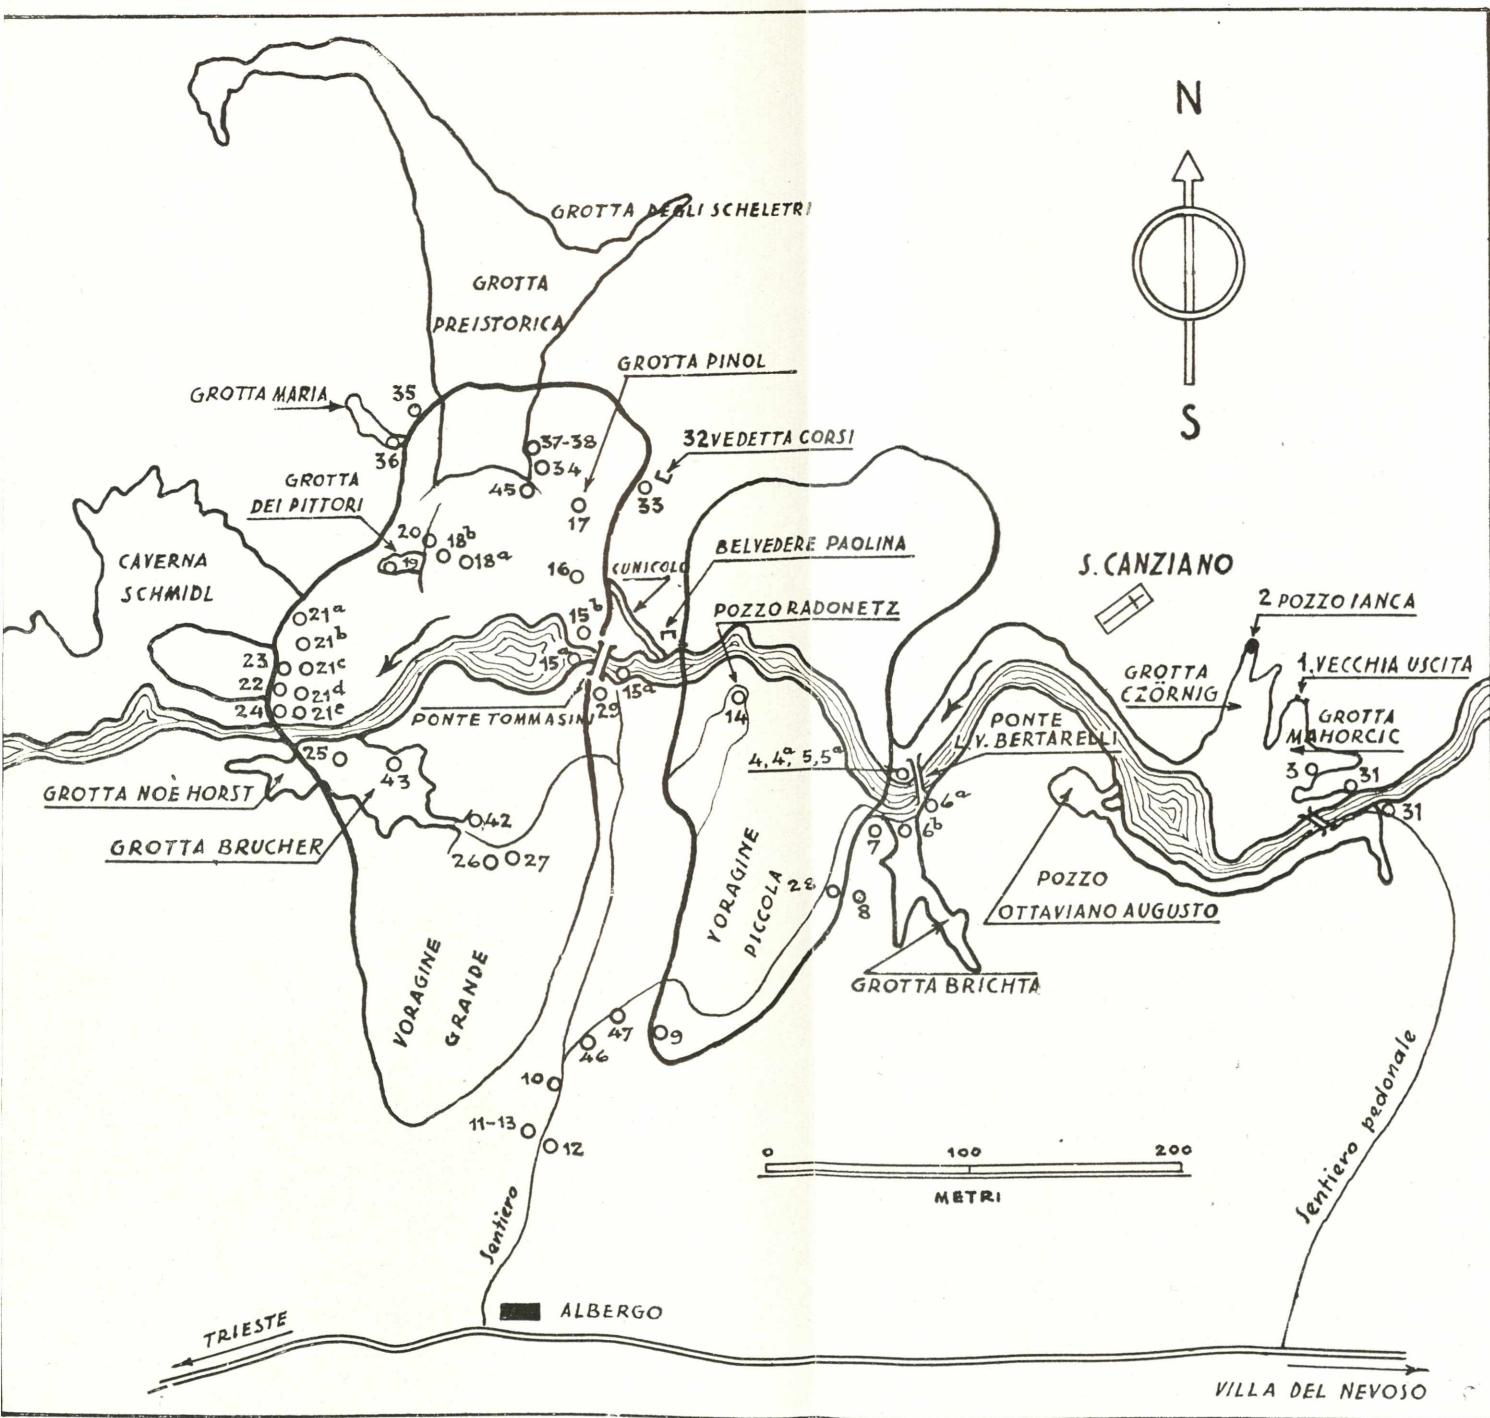 N
S
GROTTA DEGLI SCHELETRI
GROTTA
PREISTORICA
GROTTA PINOL
GROTTA MARIA
35
36
37-38
34
45
32 VEDETTA CORSI
33
17
GROTTA
DEI PITTORI
20
18b
18a
19
16
CUNICOLO
BELVEDERE PAOLINA
POZZO RADONETZ
S. CANZIANO
2 POZZO IANCA
1. VECCHIA USCITA
CAVERNA
SCHMIDL
21a
21b
23
21c
22
21d
24
21e
15b
15a
15a
29
PONTE TOMMASINI
14
GROTTA
CZÖRNIG
GROTTA
MAHORCIC
PONTE
L.V. BERTARELLI
4, 4a, 5, 5a
3
31
31
25
43
GROTTA NOÈ HORST
GROTTA BRUCHER
42
26
27
6a
6b
7
28
8
POZZO
OTTAVIANO AUGUSTO
GROTTA BRICHTA
VORAGINE
PICCOLA
VORAGINE
GRANDE
47
46
9
10
11-13
12
0 100 200
METRI
Sentiero
Sentiero pedonale
ALBERGO
TRIESTE
VILLA DEL NEVOSO